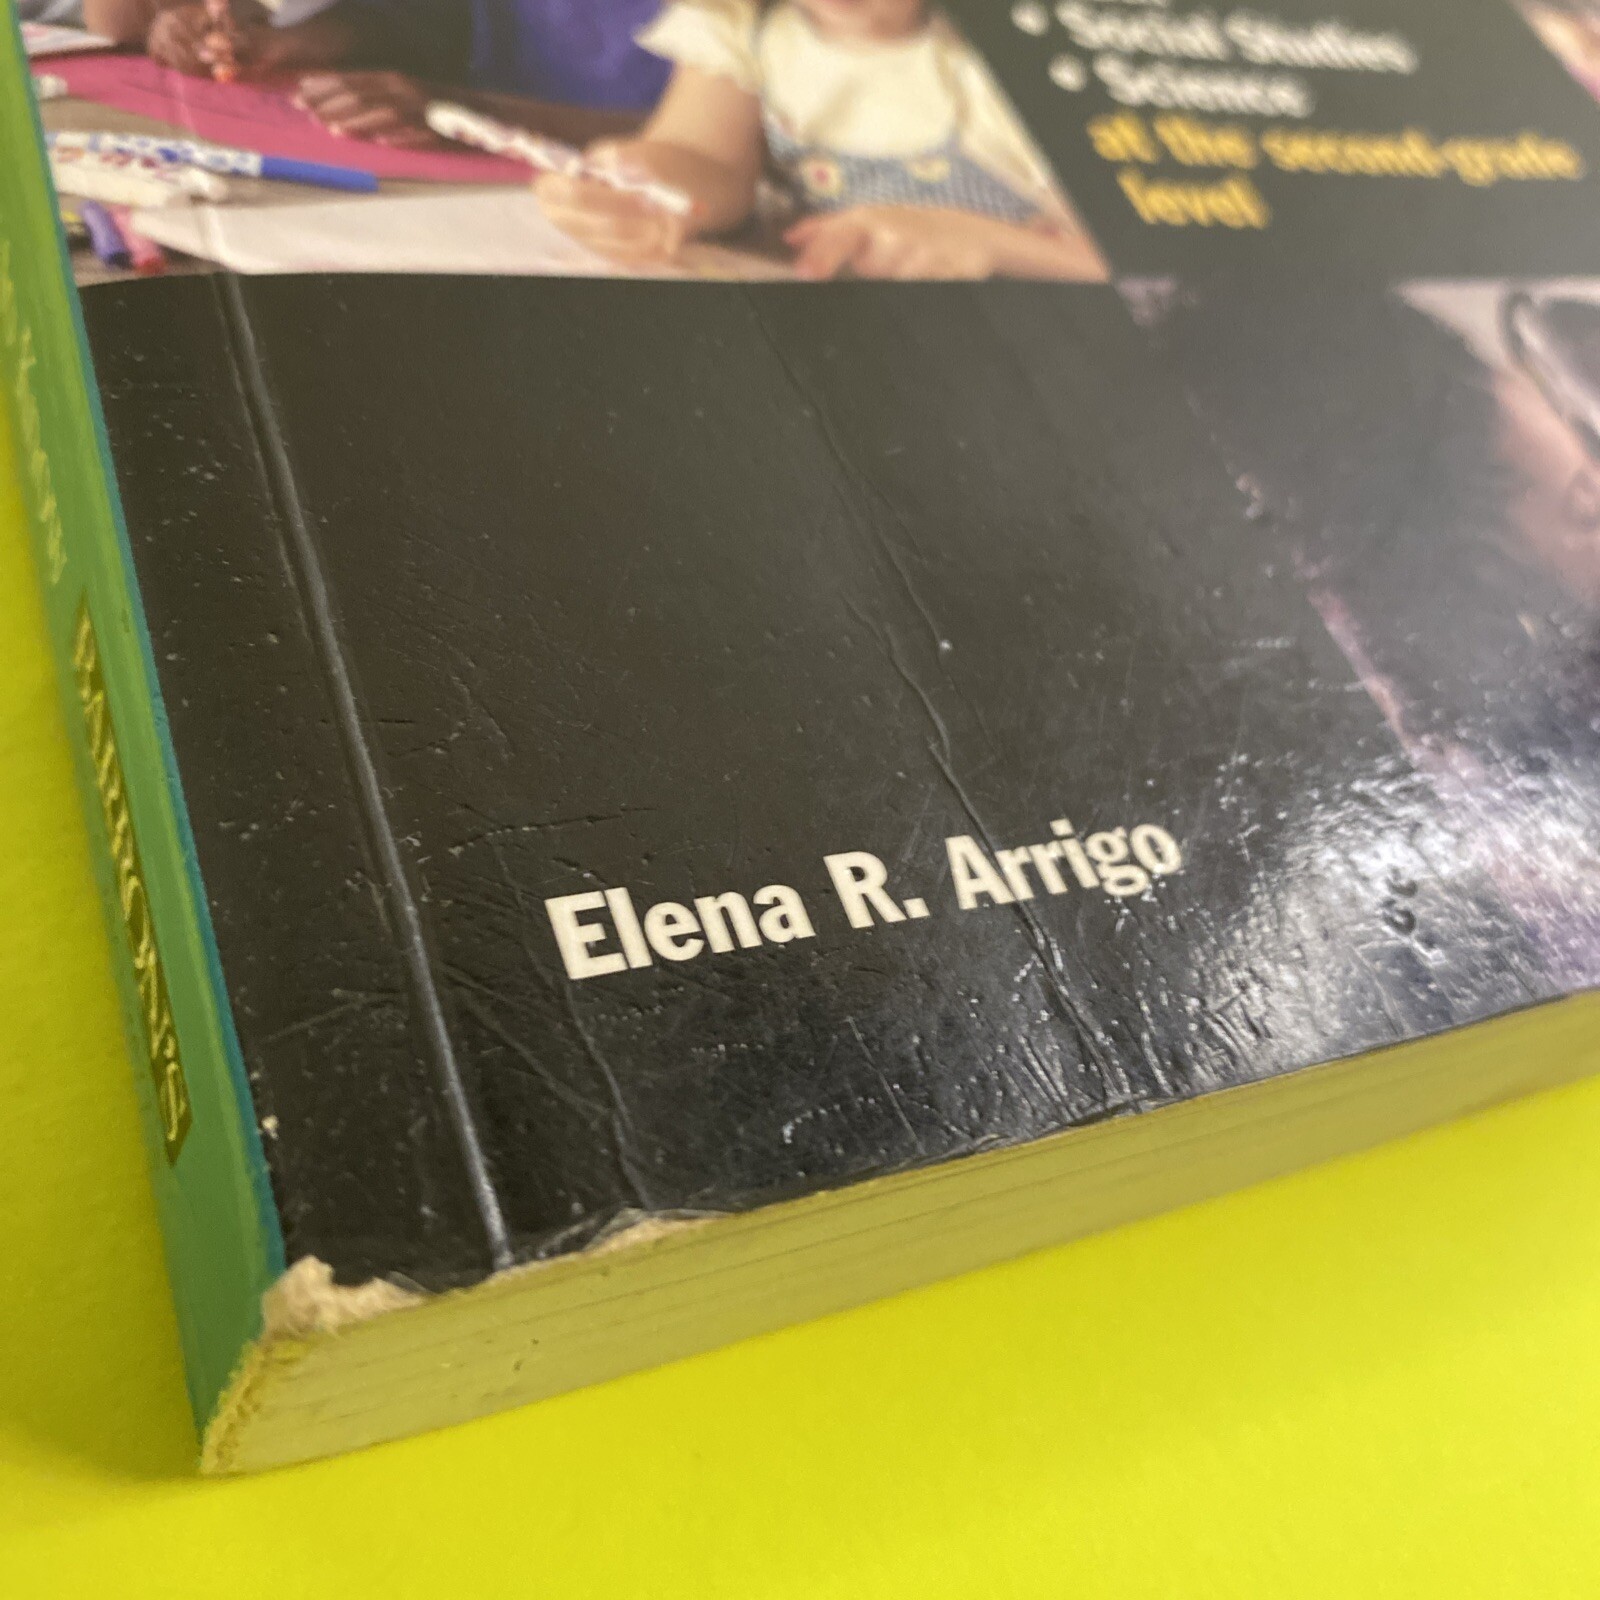 • Social Studies
• Science
at the second-grade
level
Elena R. Arrigo
BARRON'S